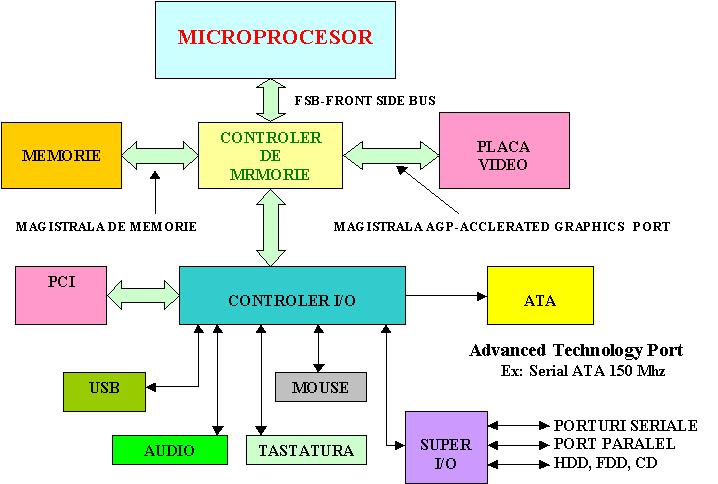 MICROPROCESOR
FSB-FRONT SIDE BUS
MEMORIE
CONTROLER
DE
MRMORIE
PLACA
VIDEO
MAGISTRALA DE MEMORIE
MAGISTRALA AGP-ACCLERATED GRAPHICS PORT
PCI
CONTROLER I/O
ATA
Advanced Technology Port
Ex: Serial ATA 150 Mhz
USB
MOUSE
AUDIO
TASTATURA
SUPER
I/O
PORTURI SERIALE
PORT PARALEL
HDD, FDD, CD